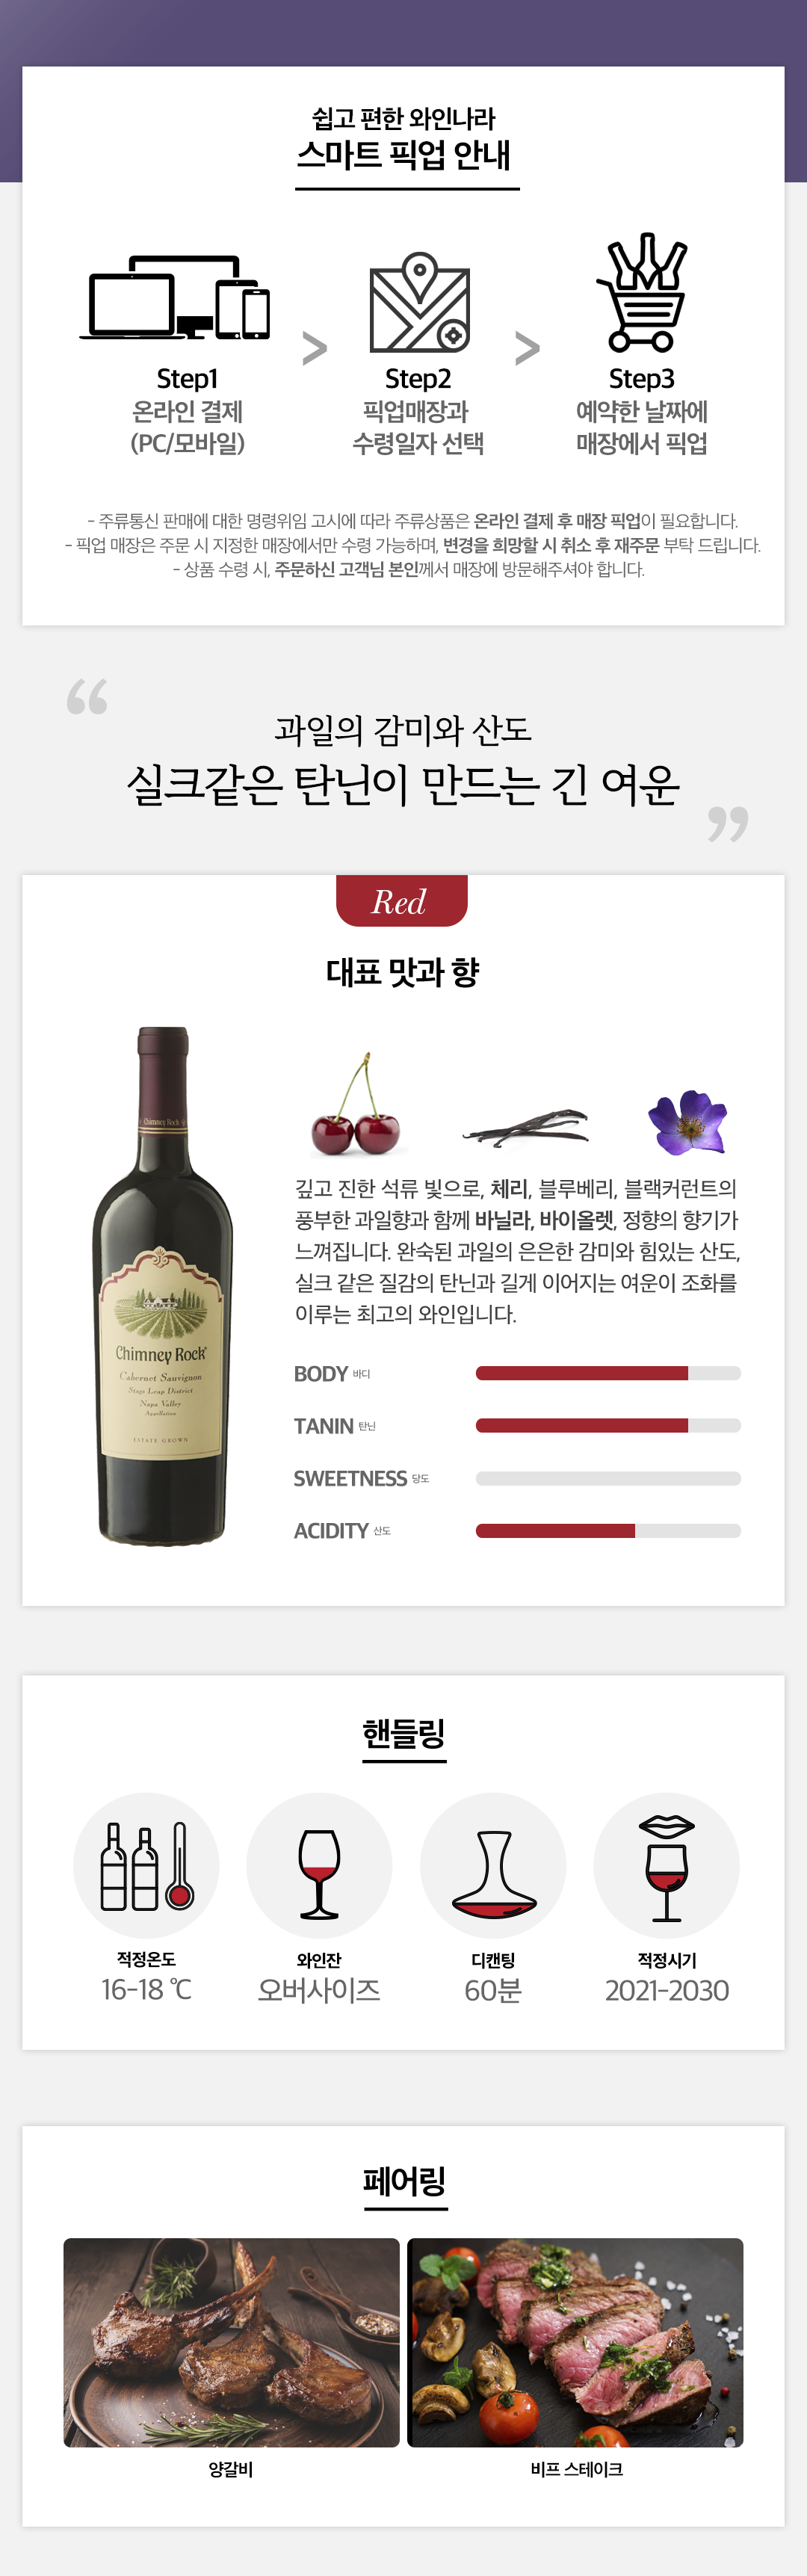 쉽고 편한 와인나라
스마트 픽업 안내
Step1
온라인 결제
(PC/모바일)
>
Step2
픽업매장과
수령일자 선택
>
Step3
예약한 날짜에
매장에서 픽업
- 주류통신 판매에 대한 명령위임 고시에 따라 주류상품은 온라인 결제 후 매장 픽업이 필요합니다.
- 픽업 매장은 주문 시 지정한 매장에서만 수령 가능하며, 변경을 희망할 시 취소 후 재주문 부탁 드립니다.
- 상품 수령 시, 주문하신 고객님 본인께서 매장에 방문해주셔야 합니다.
“
과일의 감미와 산도
실크같은 탄닌이 만드는 긴 여운
”
Red
대표 맛과 향
Chimney Rock
Chimney Rock
Cabernet Sauvignon
Stags Leap District
Napa Valley
Appellation
ESTATE GROWN
깊고 진한 석류 빛으로, 체리, 블루베리, 블랙커런트의
풍부한 과일향과 함께 바닐라, 바이올렛, 정향의 향기가
느껴집니다. 완숙된 과일의 은은한 감미와 힘있는 산도,
실크 같은 질감의 탄닌과 길게 이어지는 여운이 조화를
이루는 최고의 와인입니다.
BODY 바디
TANIN 탄닌
SWEETNESS 당도
ACIDITY 산도
핸들링
적정온도
16-18 ℃
와인잔
오버사이즈
디캔팅
60분
적정시기
2021-2030
페어링
양갈비
비프 스테이크